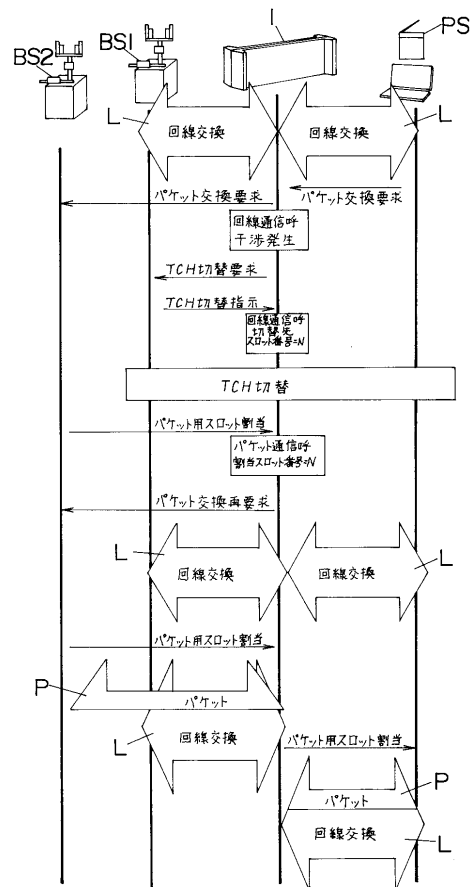 1
PS
BS1
BS2
L
回線交換
回線交換
L
パケット交換要求
パケット交換要求
回線通信呼
干渉発生
TCH切替要求
TCH切替指示
回線通信呼
切替先
スロット番号=N
TCH切替
パケット用スロット割当
パケット通信呼
割当スロット番号=N
パケット交換再要求
L
回線交換
回線交換
L
パケット用スロット割当
P
パケット
L
回線交換
パケット用スロット割当
P
パケット
回線交換
L